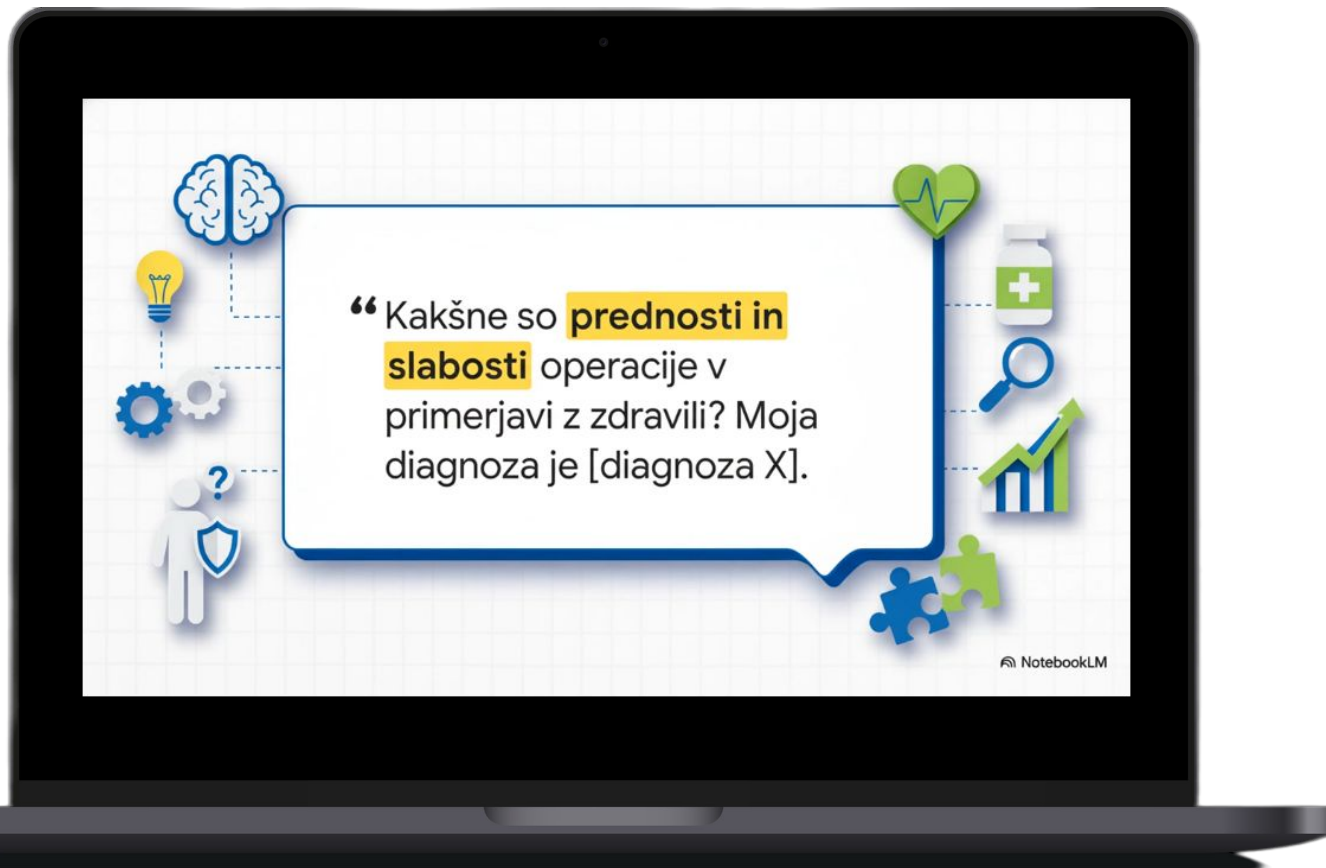 “Kakšne so prednosti in
slabosti operacije v
primerjavi z zdravili? Moja
diagnoza je [diagnoza X].
?
NotebookLM